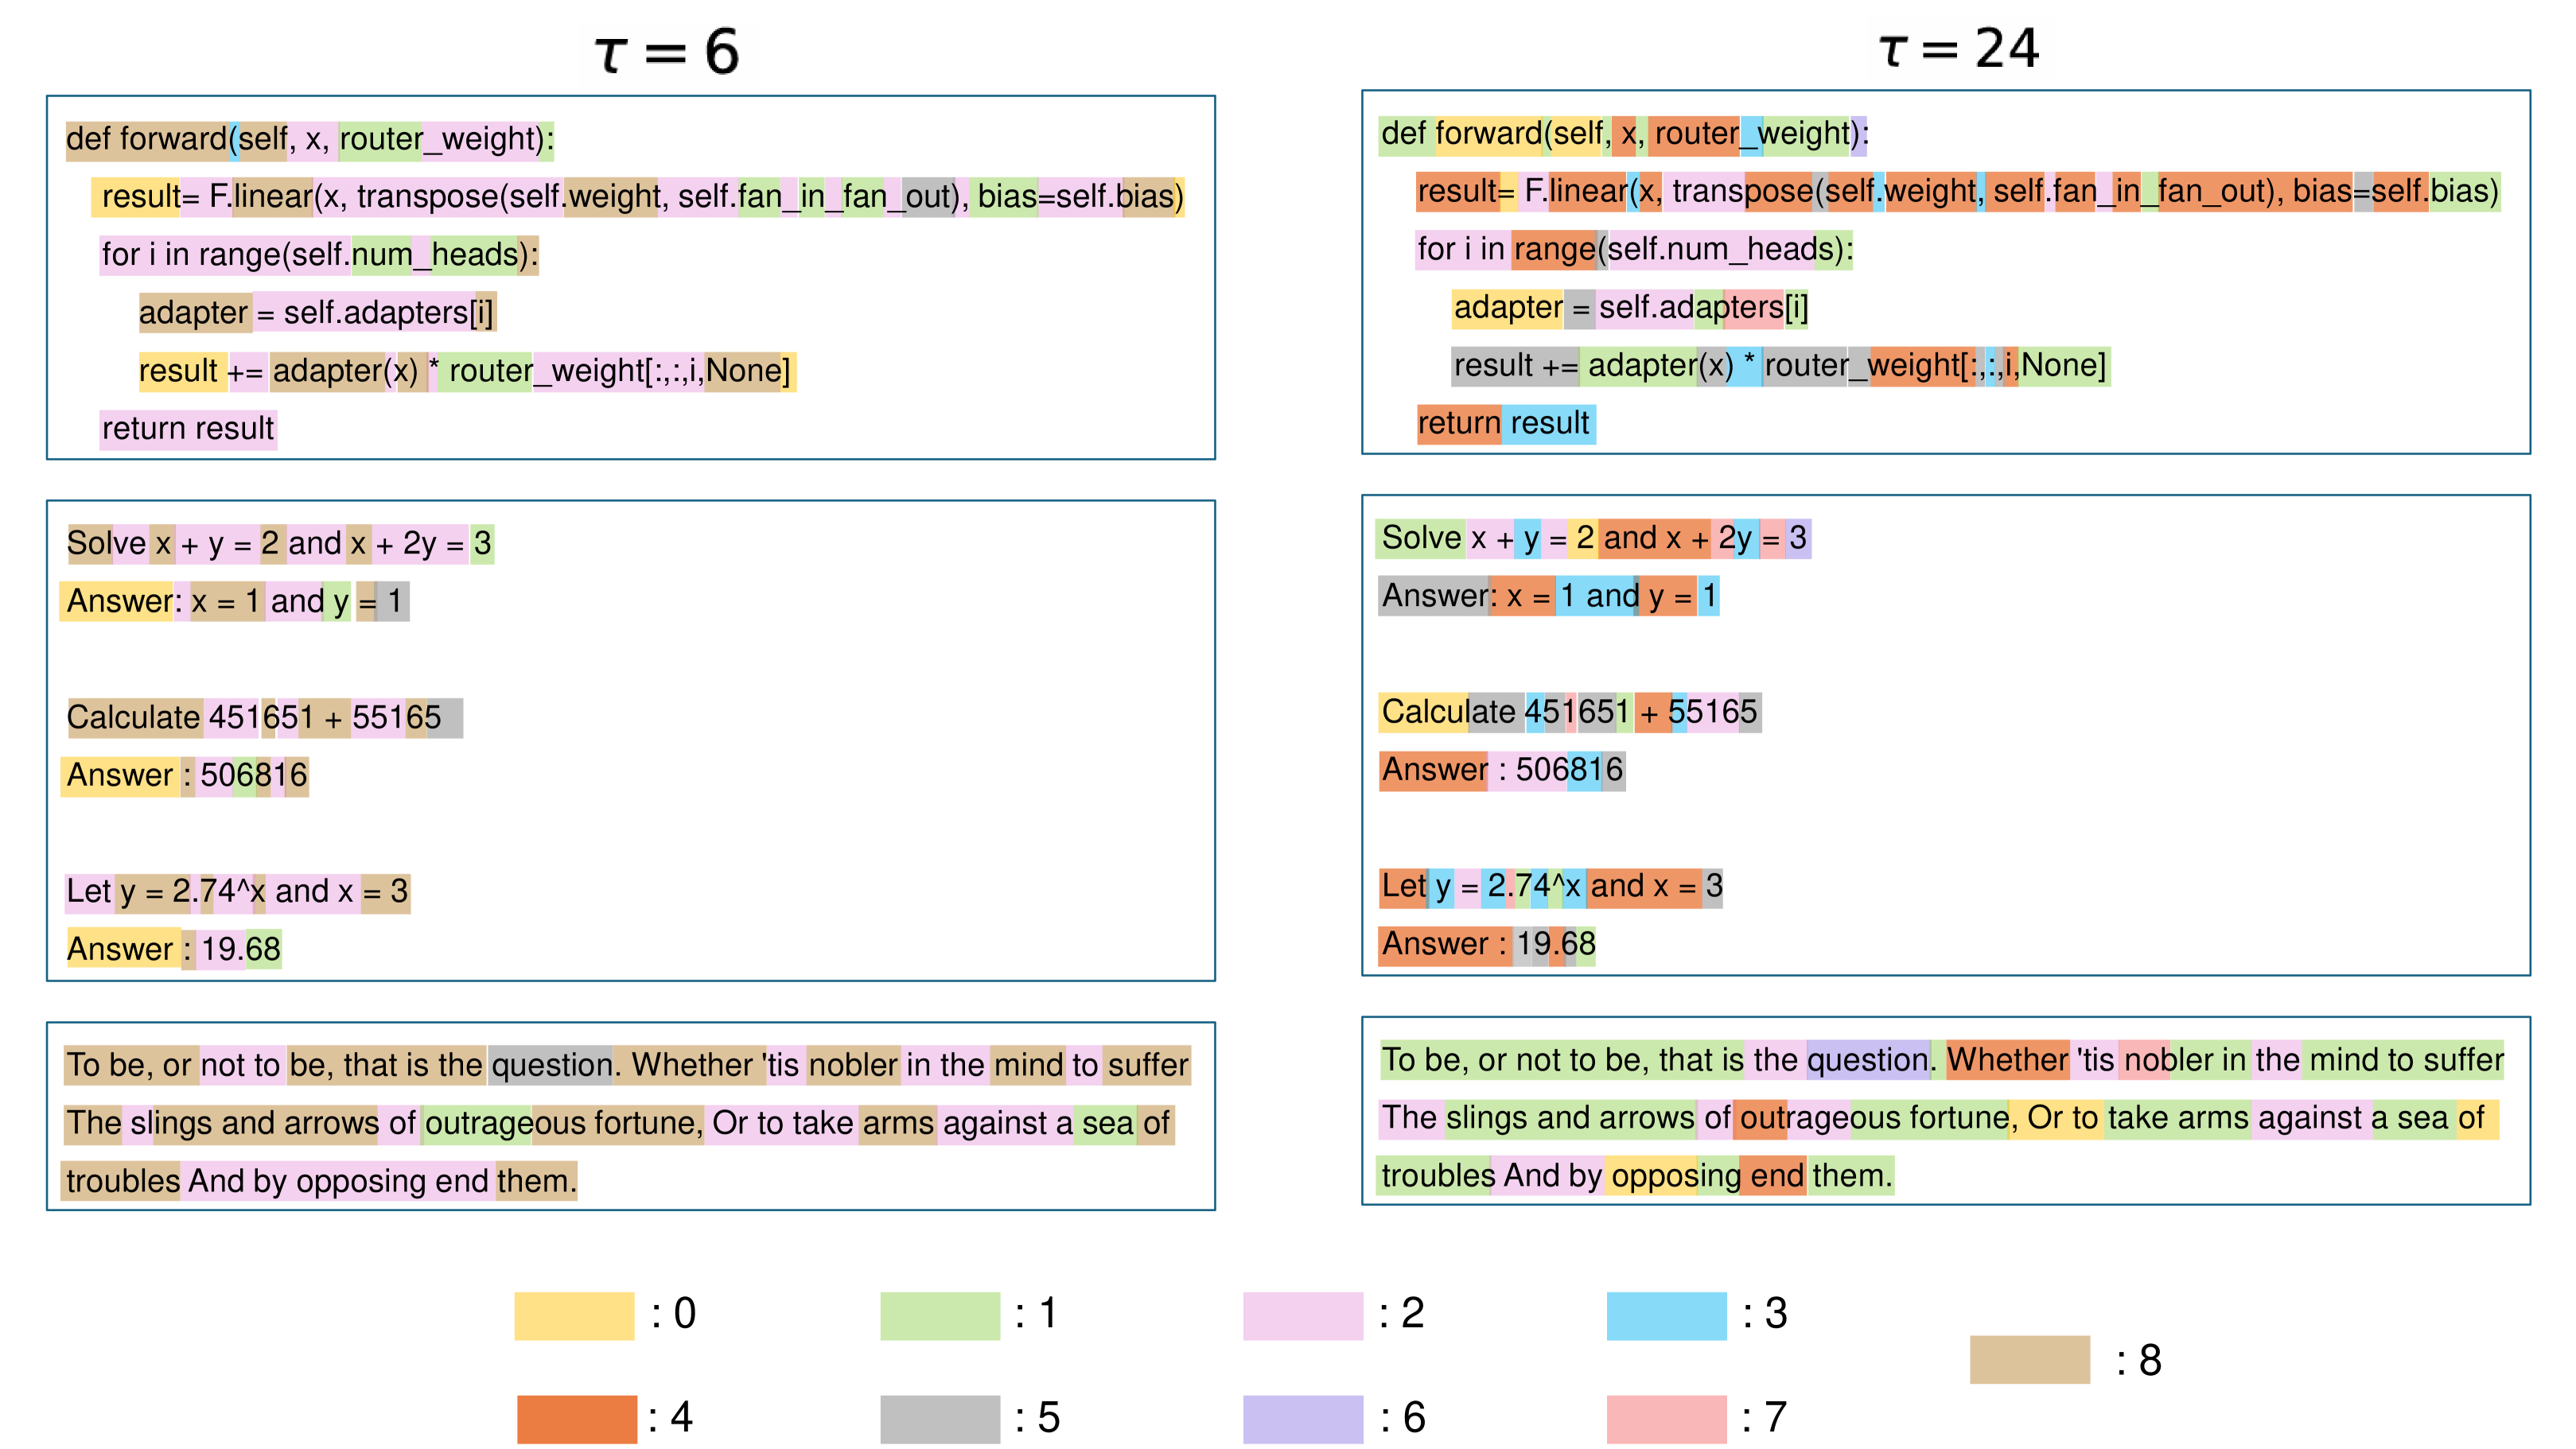 τ = 6
def forward(self, x, router_weight):
result= F.linear(x, transpose(self.weight, self.fan_in_fan_out), bias=self.bias)
for i in range(self.num_heads):
adapter = self.adapters[i]
result += adapter(x) * router_weight[:,:,i,None]
return result
Solve x + y = 2 and x + 2y = 3
Answer: x = 1 and y = 1
Calculate 451651 + 55165
Answer : 506816
Let y = 2.74^x and x = 3
Answer : 19.68
To be, or not to be, that is the question. Whether 'tis nobler in the mind to suffer
The slings and arrows of outrageous fortune, Or to take arms against a sea of
troubles And by opposing end them.
τ = 24
def forward(self, x, router_weight):
result= F.linear(x, transpose(self.weight, self.fan_in_fan_out), bias=self.bias)
for i in range(self.num_heads):
adapter = self.adapters[i]
result += adapter(x) * router_weight[:,:,i,None]
return result
Solve x + y = 2 and x + 2y = 3
Answer: x = 1 and y = 1
Calculate 451651 + 55165
Answer : 506816
Let y = 2.74^x and x = 3
Answer : 19.68
To be, or not to be, that is the question. Whether 'tis nobler in the mind to suffer
The slings and arrows of outrageous fortune, Or to take arms against a sea of
troubles And by opposing end them.
: 0
: 1
: 2
: 3
: 4
: 5
: 6
: 7
: 8